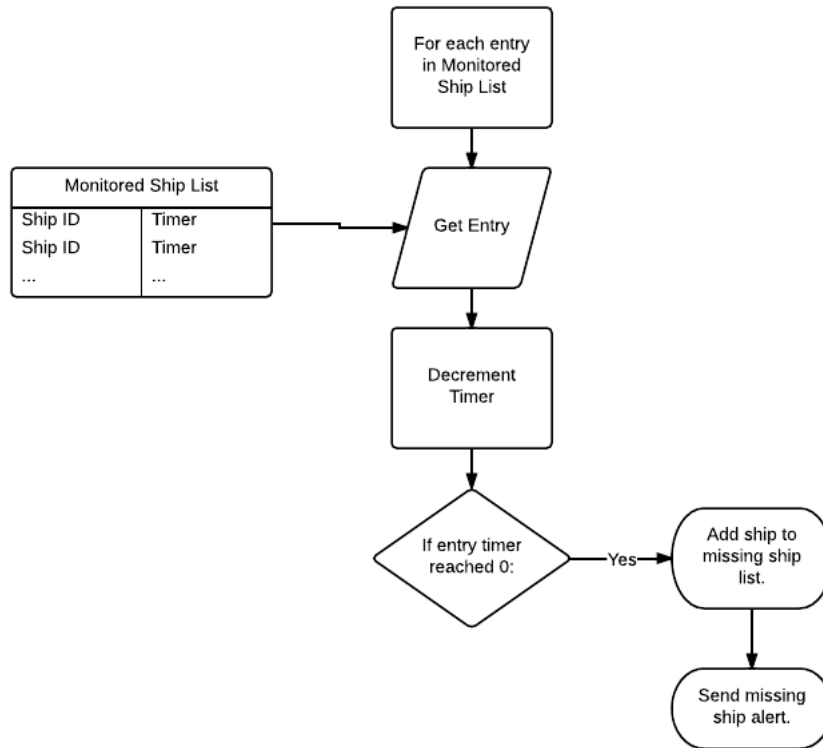 For each entry
in Monitored
Ship List
Monitored Ship List
Ship ID Timer
Ship ID Timer
... ...
Get Entry
Decrement
Timer
If entry timer
reached 0:
Yes
Add ship to
missing ship
list.
Send missing
ship alert.